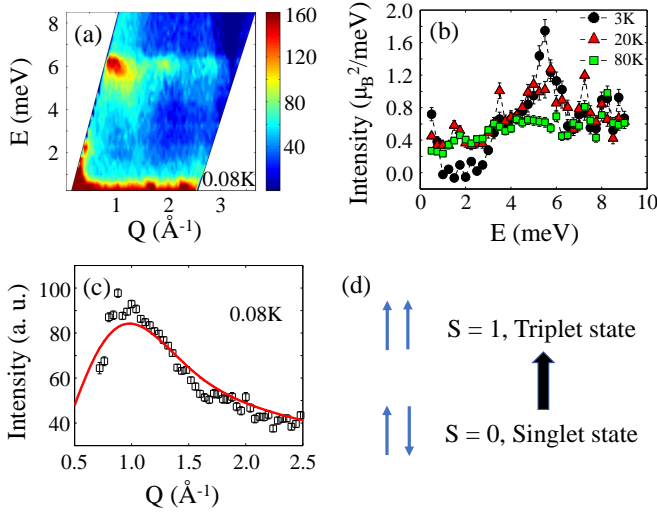 (a)
E (meV)
8
6
4
2
1 2 3
Q (Å⁻¹)
0.08K
160
120
80
40
(b)
Intensity (μ_B²/meV)
2.0
1.6
1.2
0.8
0.4
0.0
0 2 4 6 8 10
E (meV)
3K
20K
80K
(c)
Intensity (a. u.)
100
80
60
40
0.5 1.0 1.5 2.0 2.5
Q (Å⁻¹)
0.08K
(d)
S = 1, Triplet state
S = 0, Singlet state